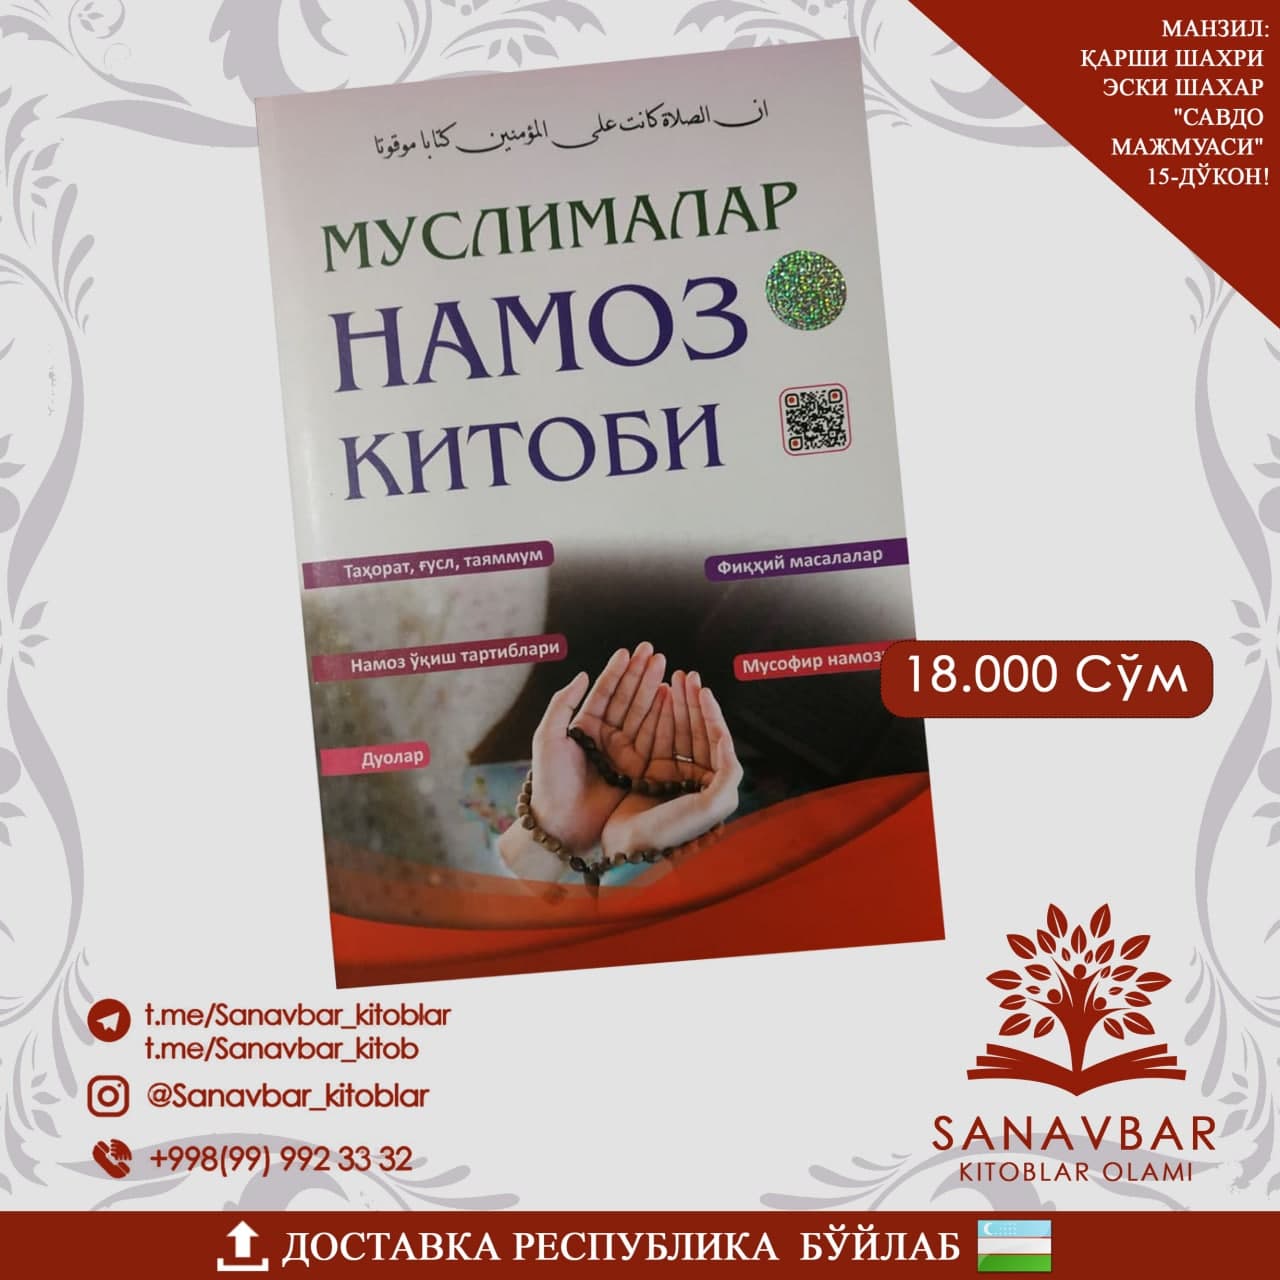 МАНЗИЛ:
ҚАРШИ ШАХРИ
ЭСКИ ШАХАР
"САВДО
МАЖМУАСИ"
15-ДЎКОН!
ان الصلاة كانت على المؤمنين كتابا موقوتا
МУСЛИМАЛАР
НАМОЗ
КИТОБИ
Таҳорат, ғусл, таяммум
Фиқҳий масалалар
Намоз ўқиш тартиблари
Мусофир намоз
Дуолар
18.000 Сўм
t.me/Sanavbar_kitoblar
t.me/Sanavbar_kitob
@Sanavbar_kitoblar
+998(99) 992 33 32
SANAVBAR
KITOBLAR OLAMI
ДОСТАВКА РЕСПУБЛИКА БЎЙЛАБ